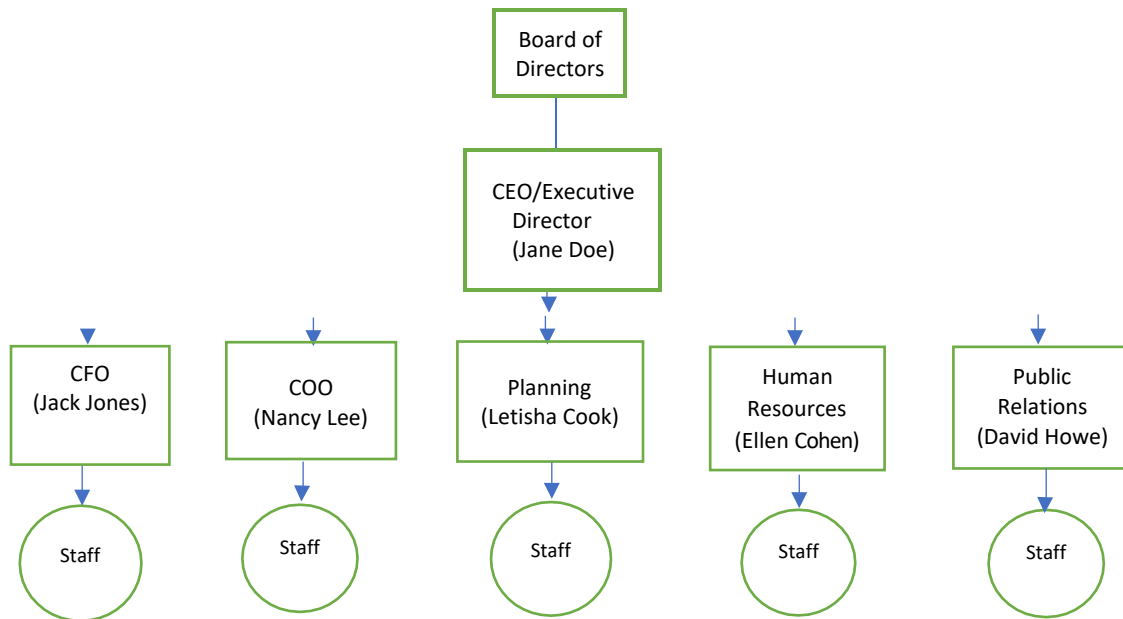 Board of
Directors
CEO/Executive
Director
(Jane Doe)
CFO
(Jack Jones)
COO
(Nancy Lee)
Planning
(Letisha Cook)
Human
Resources
(Ellen Cohen)
Public
Relations
(David Howe)
Staff
Staff
Staff
Staff
Staff